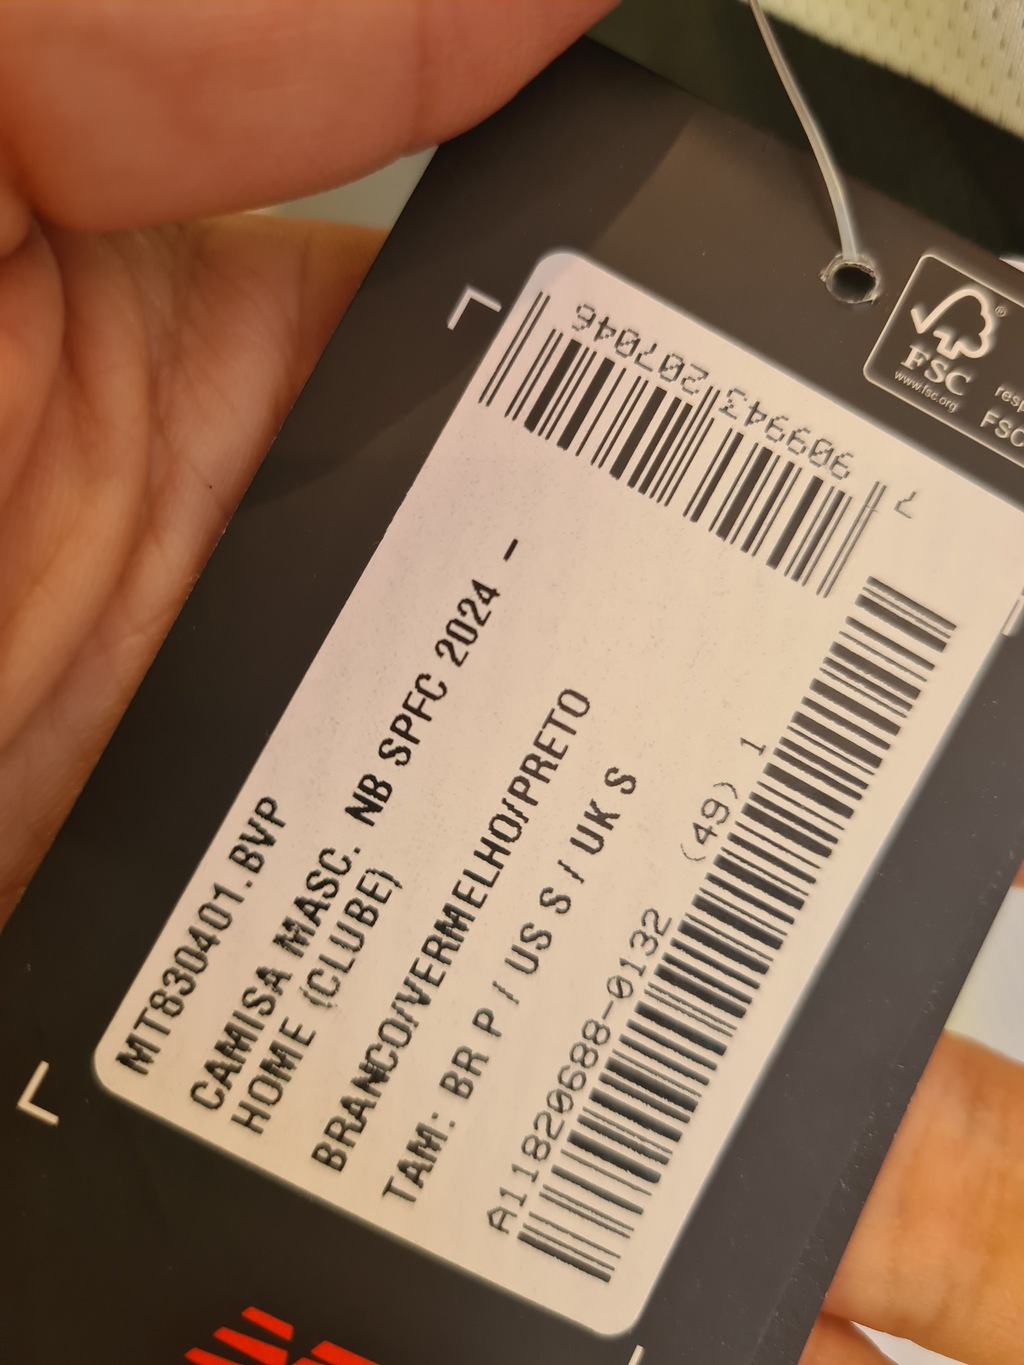 MT830401.BVP
CAMISA MASC. NB SPFC 2024 -
HOME (CLUBE)
BRANCO/VERMELHO/PRETO
TAM: BR P / US S / UK S
A11820688-0132 (49) 1
7 909943 207046
FSC
®
www.fsc.org
FSC